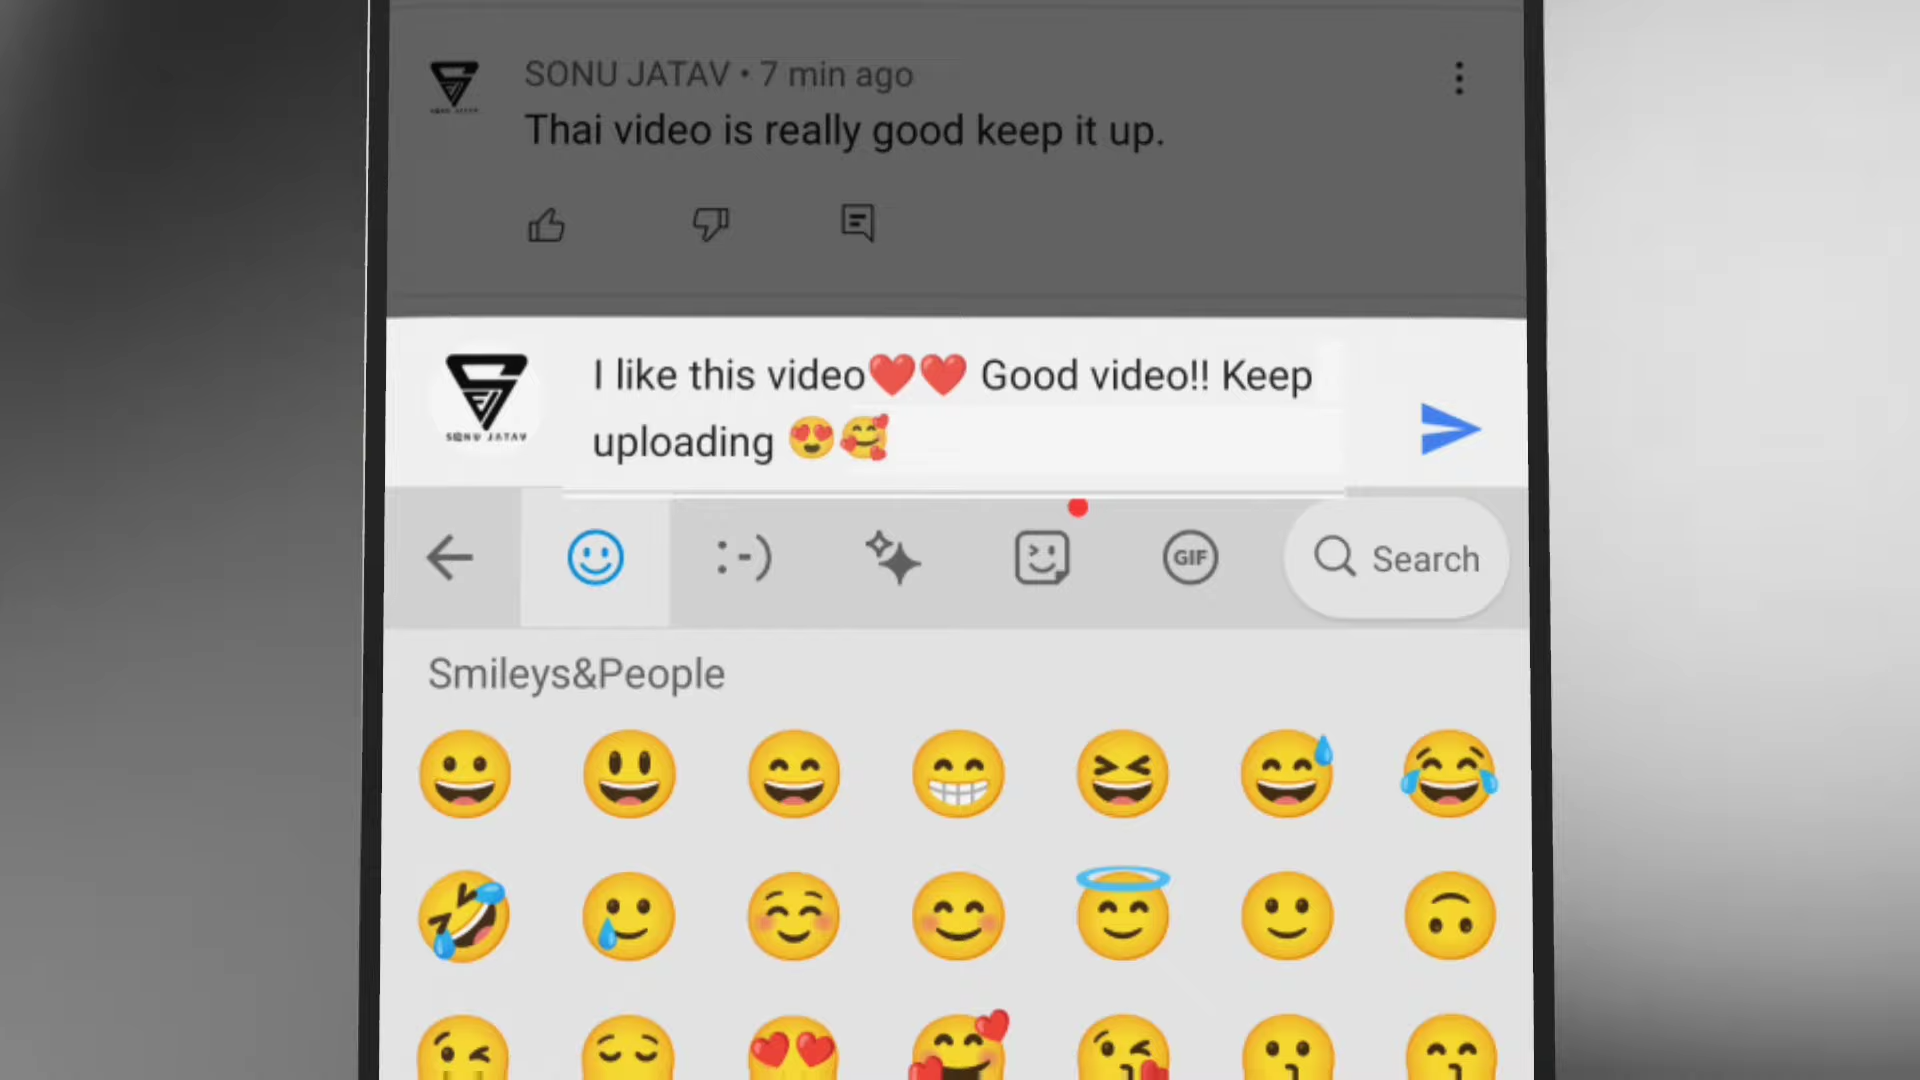 SONU JATAV • 7 min ago
Thai video is really good keep it up.
I like this video❤️❤️ Good video!! Keep
uploading 😍🥰
SONU JATAV
:-)
GIF
Search
Smileys&People